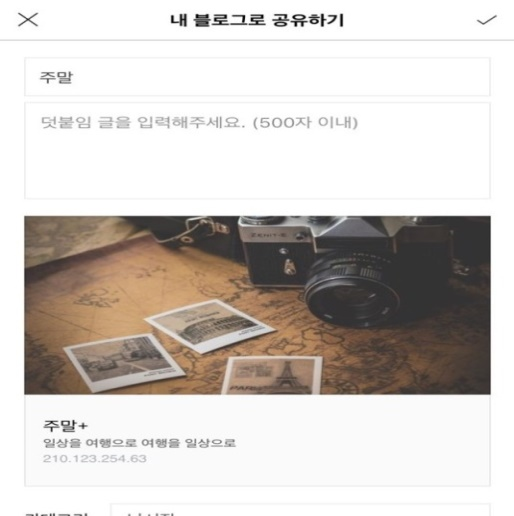 내 블로그로 공유하기
주말
덧붙임 글을 입력해주세요. (500자 이내)
ZENIT-E
PARIS
주말+
일상을 여행으로 여행을 일상으로
210.123.254.63